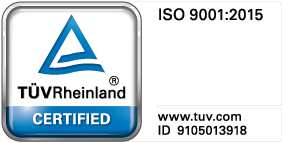 TÜVRheinland®
CERTIFIED
ISO 9001:2015
www.tuv.com
ID 9105013918